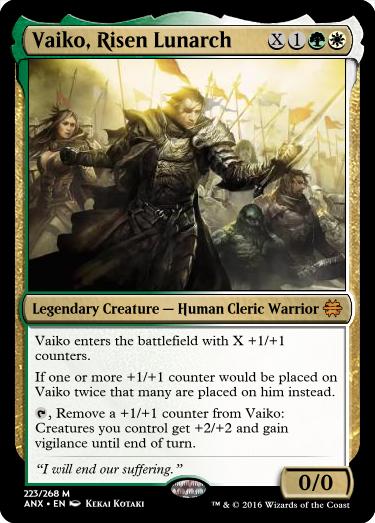 Vaiko, Risen Lunarch X 1
Legendary Creature — Human Cleric Warrior
Vaiko enters the battlefield with X +1/+1
counters.
If one or more +1/+1 counter would be placed on
Vaiko twice that many are placed on him instead.
, Remove a +1/+1 counter from Vaiko:
Creatures you control get +2/+2 and gain
vigilance until end of turn.
“I will end our suffering.”
0/0
223/268 M
ANX • EN KEKAI KOTAKI ™ & © 2016 Wizards of the Coast